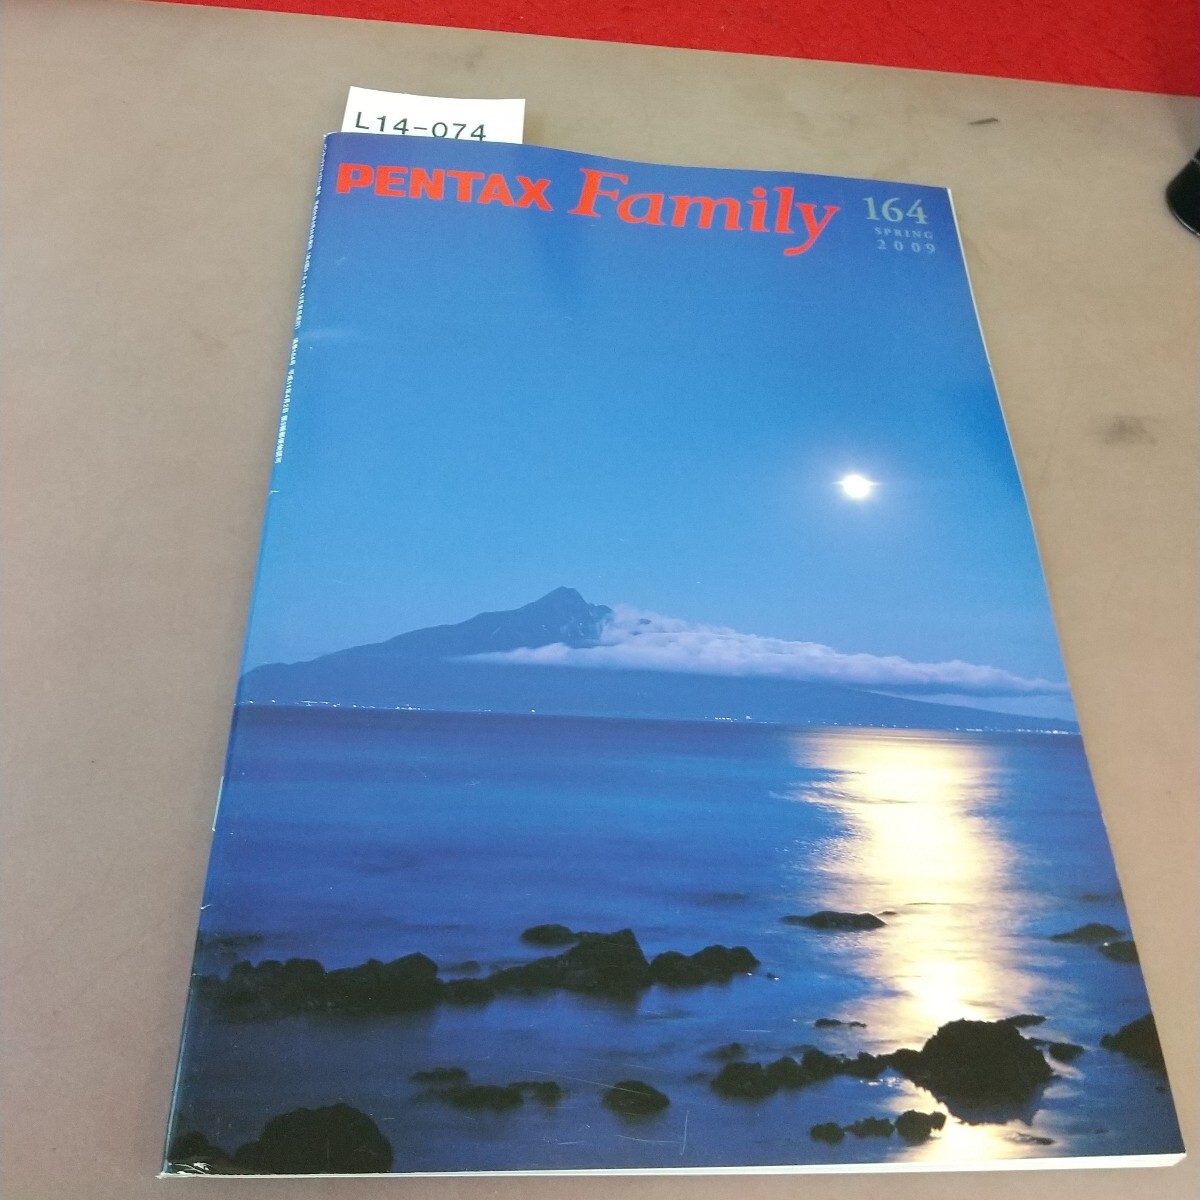 L14-074
PENTAX Family
164
SPRING
2009